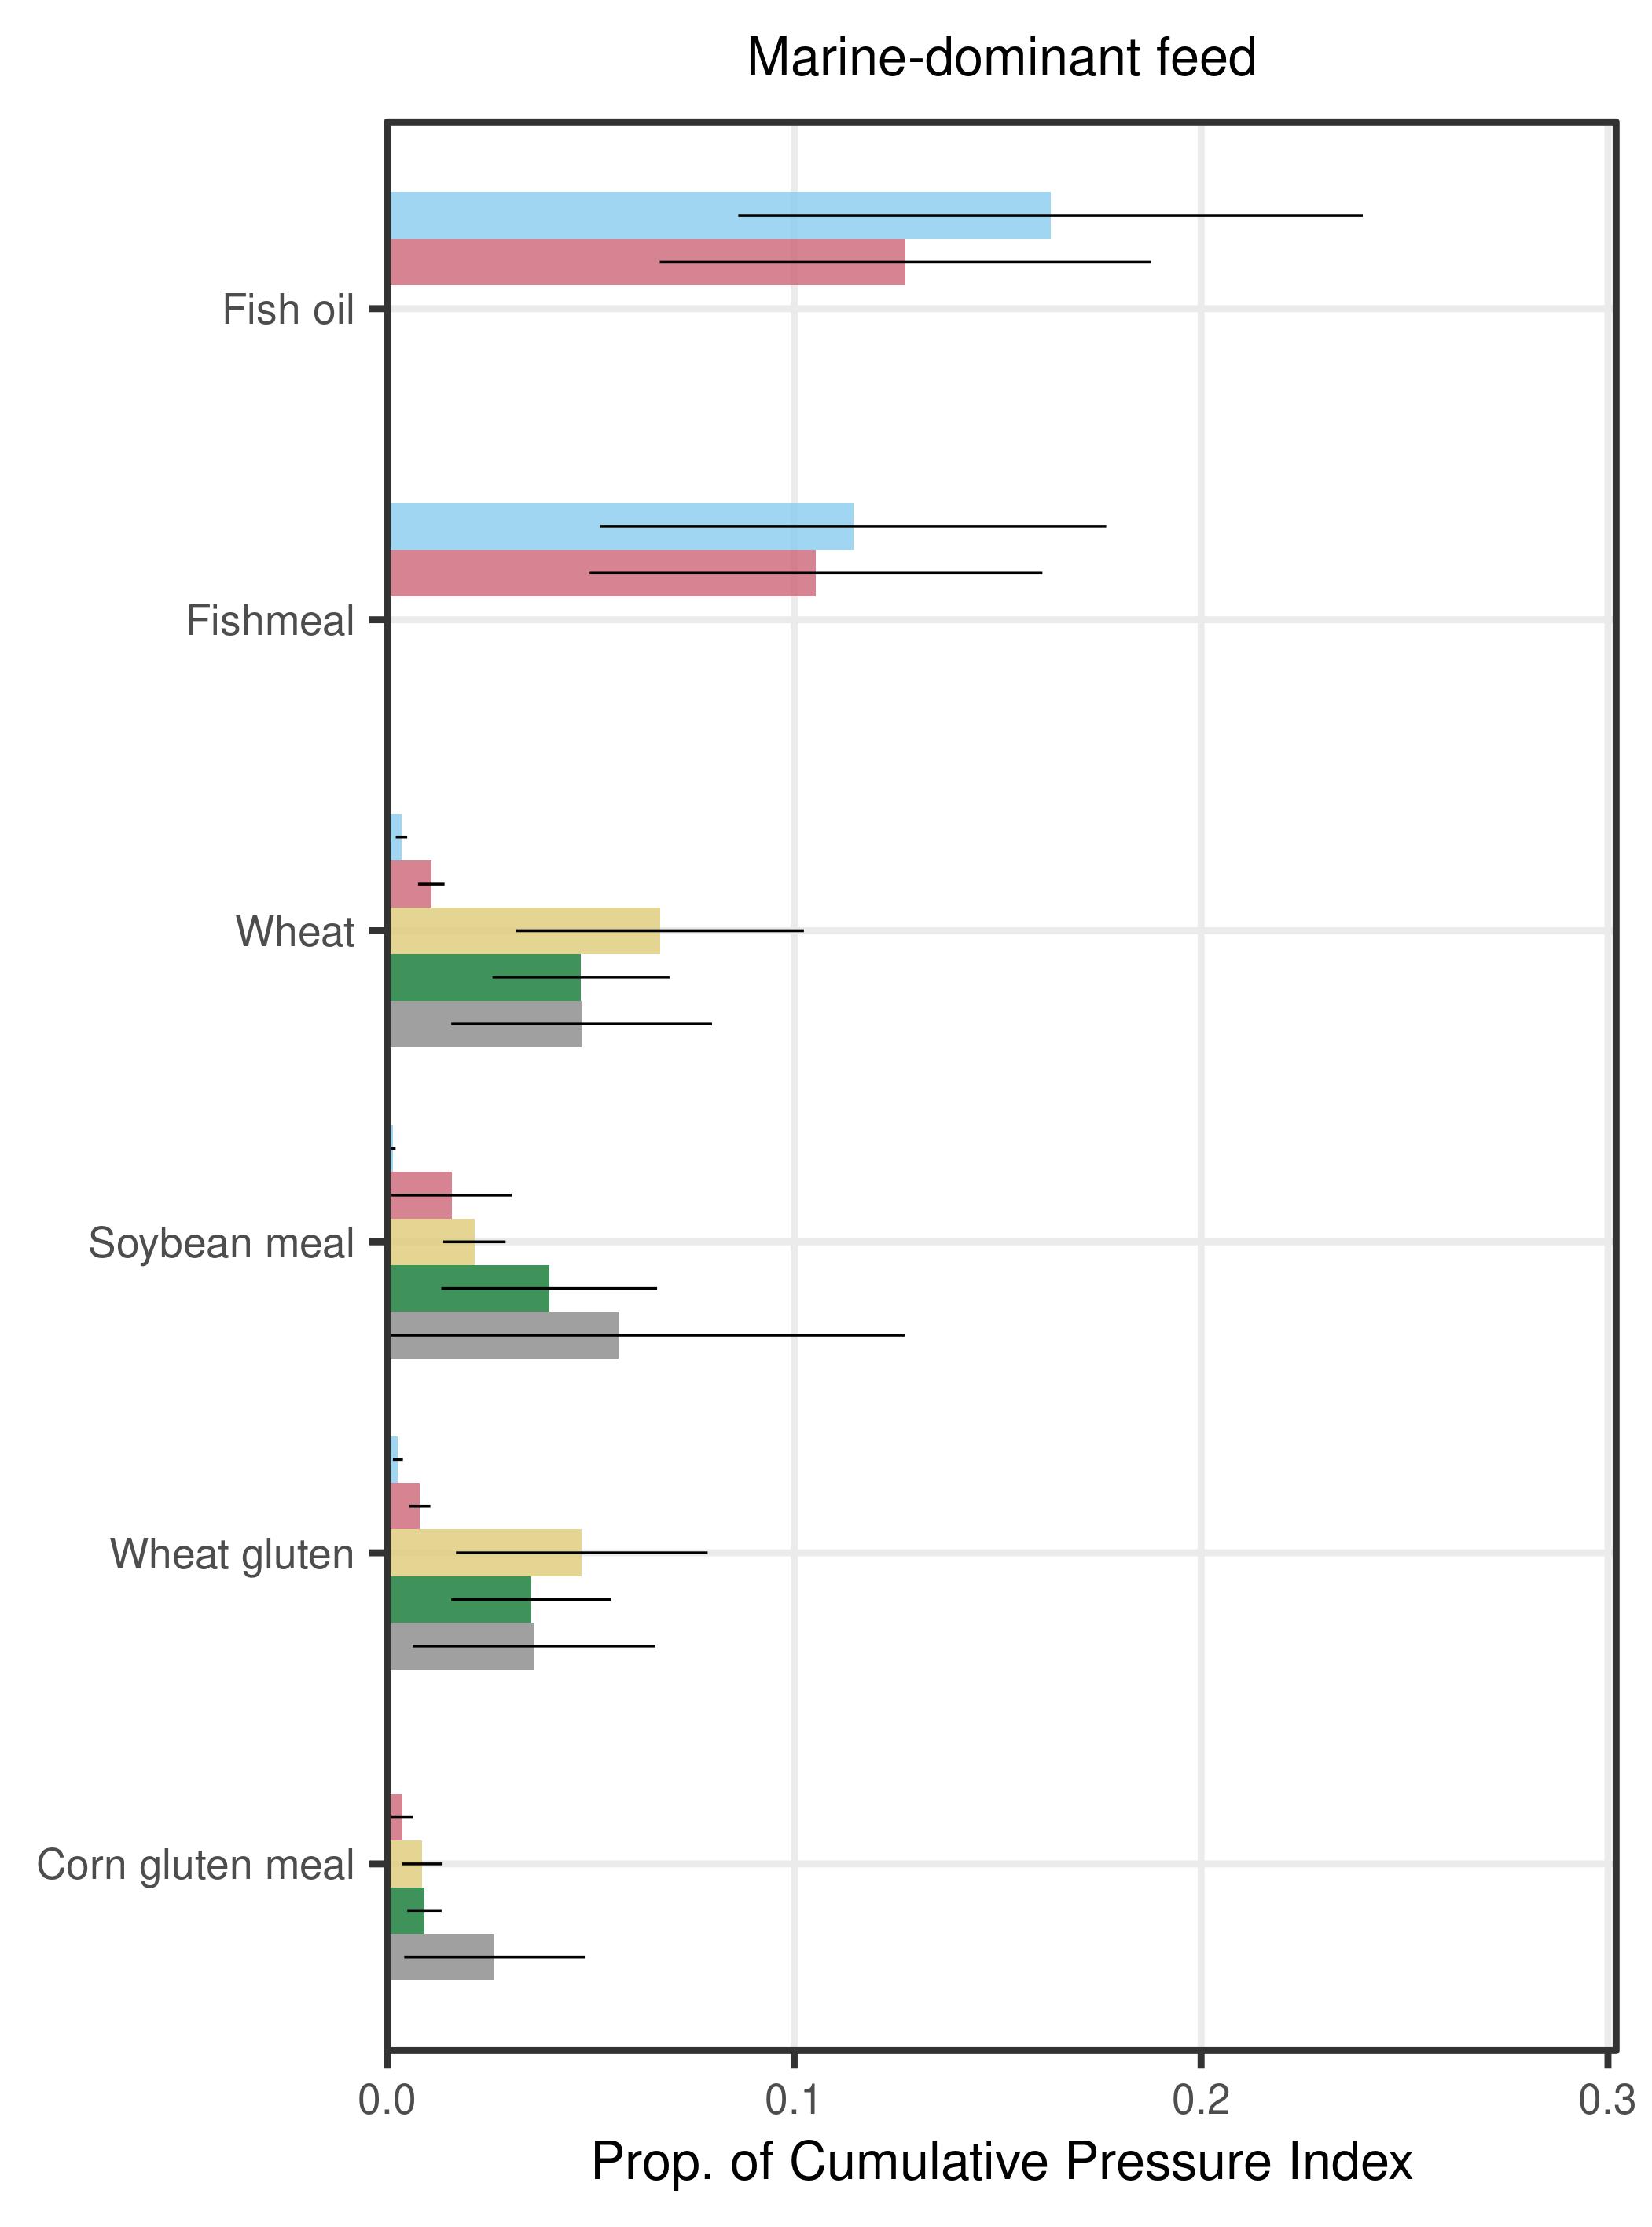 Marine-dominant feed
Fish oil
Fishmeal
Wheat
Soybean meal
Wheat gluten
Corn gluten meal
0.0 0.1 0.2 0.3
Prop. of Cumulative Pressure Index